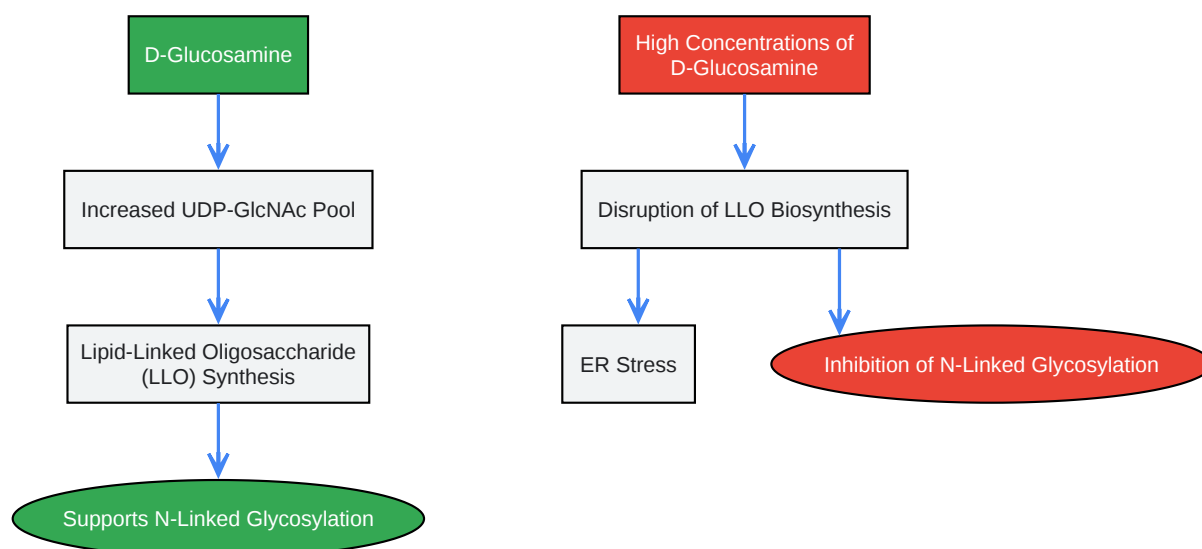 D-Glucosamine
Increased UDP-GlcNAc Pool
Lipid-Linked Oligosaccharide
(LLO) Synthesis
Supports N-Linked Glycosylation
High Concentrations of
D-Glucosamine
Disruption of LLO Biosynthesis
ER Stress
Inhibition of N-Linked Glycosylation